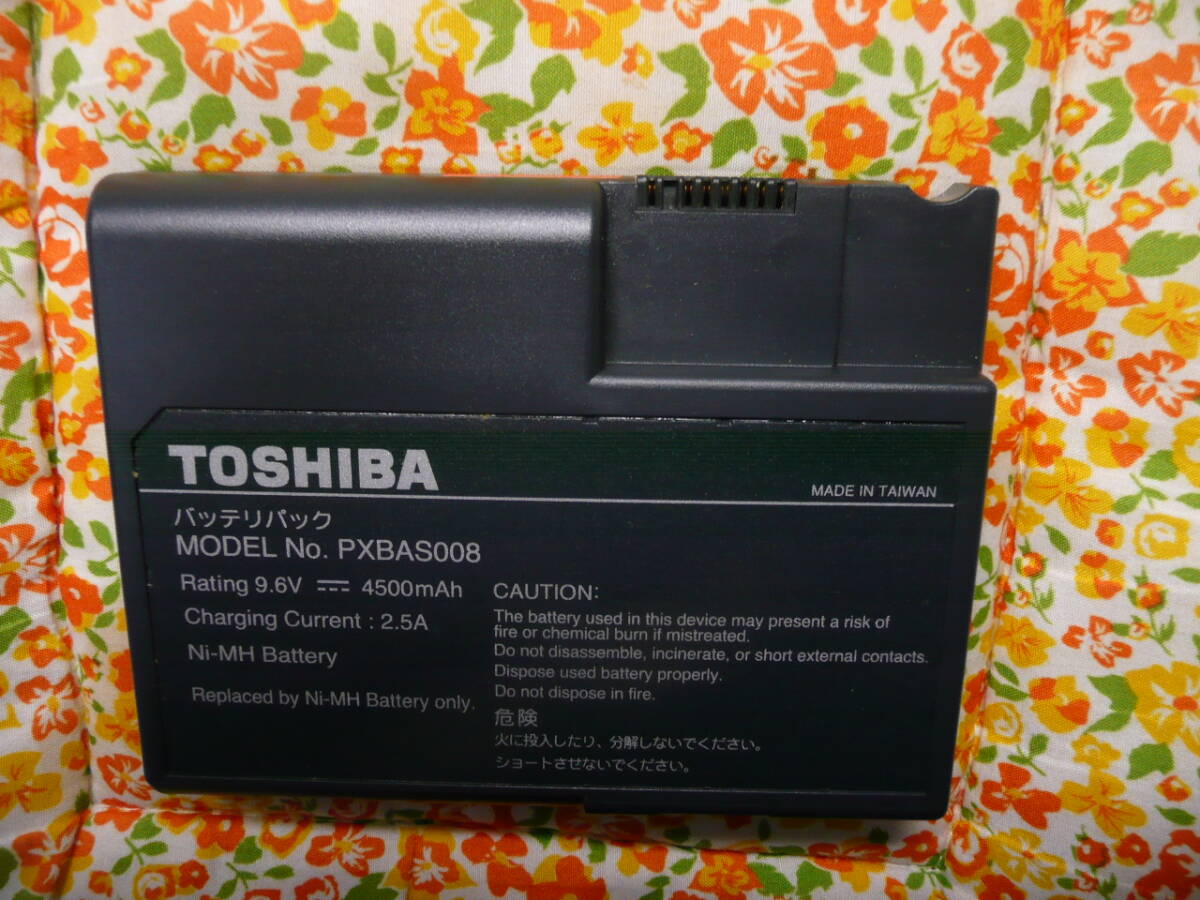 TOSHIBA
MADE IN TAIWAN
バッテリパック
MODEL No. PXBAS008
Rating 9.6V ⎓ 4500mAh
Charging Current : 2.5A
Ni-MH Battery
Replaced by Ni-MH Battery only.
CAUTION:
The battery used in this device may present a risk of
fire or chemical burn if mistreated.
Do not disassemble, incinerate, or short external contacts.
Dispose used battery properly.
Do not dispose in fire.
危険
火に投入したり、分解しないでください。
ショートさせないでください。